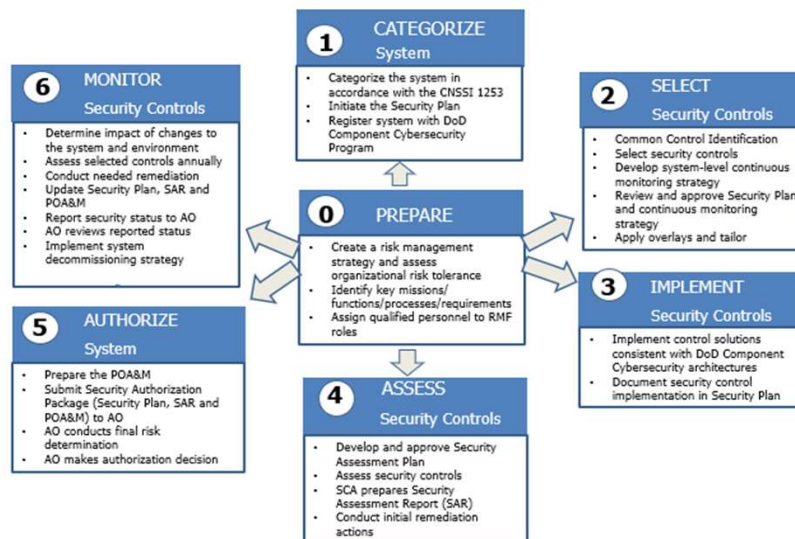 1
CATEGORIZE
System
• Categorize the system in
accordance with the CNSSI 1253
• Initiate the Security Plan
• Register system with DoD
Component Cybersecurity
Program
2
SELECT
Security Controls
• Common Control Identification
• Select security controls
• Develop system-level continuous
monitoring strategy
• Review and approve Security Plan
and continuous monitoring
strategy
• Apply overlays and tailor
3
IMPLEMENT
Security Controls
• Implement control solutions
consistent with DoD Component
Cybersecurity architectures
• Document security control
implementation in Security Plan
4
ASSESS
Security Controls
• Develop and approve Security
Assessment Plan
• Assess security controls
• SCA prepares Security
Assessment Report (SAR)
• Conduct initial remediation
actions
5
AUTHORIZE
System
• Prepare the POA&M
• Submit Security Authorization
Package (Security Plan, SAR and
POA&M) to AO
• AO conducts final risk
determination
• AO makes authorization decision
6
MONITOR
Security Controls
• Determine impact of changes to
the system and environment
• Assess selected controls annually
• Conduct needed remediation
• Update Security Plan, SAR and
POA&M
• Report security status to AO
• AO reviews reported status
• Implement system
decommissioning strategy
0
PREPARE
• Create a risk management
strategy and assess
organizational risk tolerance
• Identify key missions/
functions/processes/requirements
• Assign qualified personnel to RMF
roles